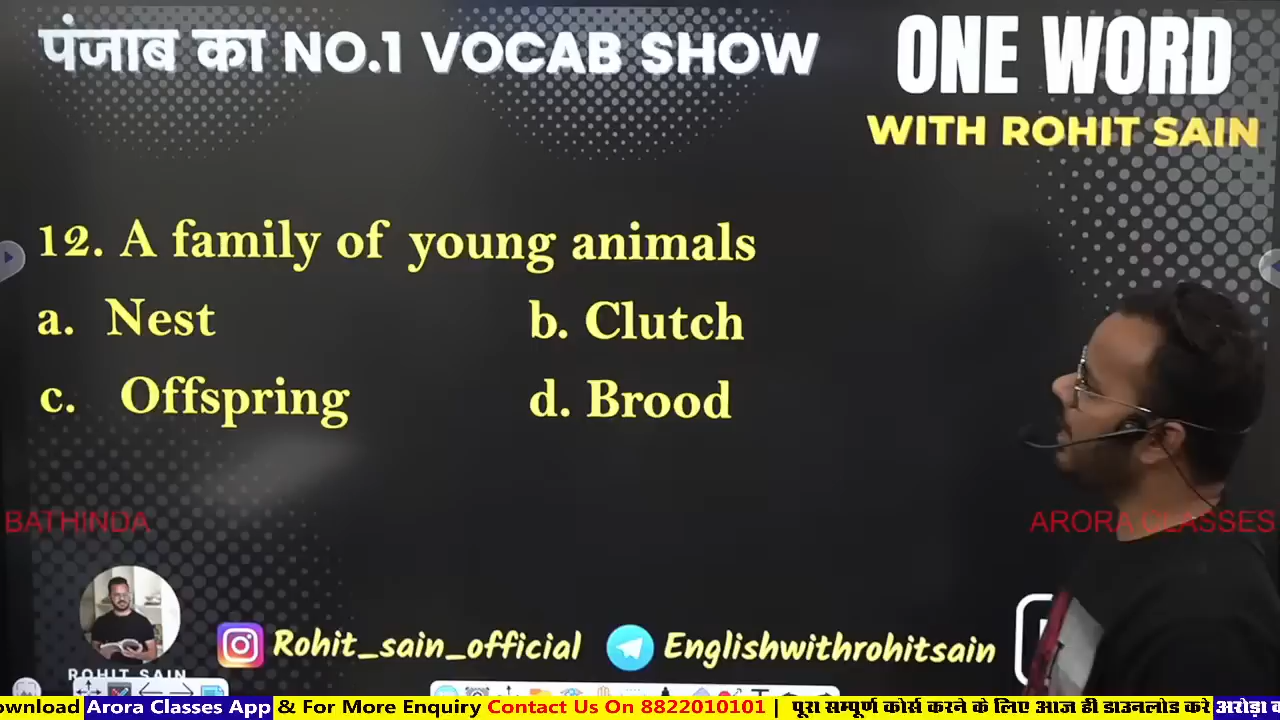 पंजाब का NO.1 VOCAB SHOW
ONE WORD
WITH ROHIT SAIN
12. A family of young animals
a. Nest
b. Clutch
c. Offspring
d. Brood
BATHINDA
ARORA CLASSES
ROHIT SAIN
Rohit_sain_official
Englishwithrohitsain
ownload Arora Classes App & For More Enquiry Contact Us On 8822010101 | पूरा सम्पूर्ण कोर्स करने के लिए आज ही डाउनलोड करे अरोड़ा